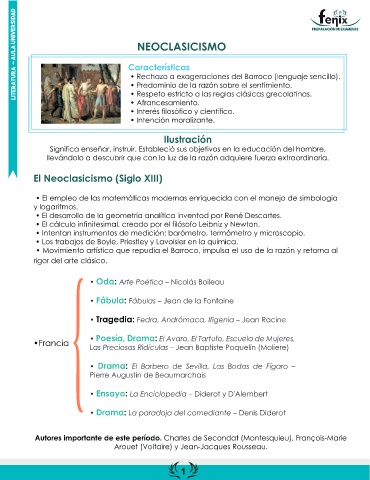 LITERATURA – AULA UNIVERSIDAD
fenix
PREPARACIÓN DE EXÁMENES
NEOCLASICISMO
Características
• Rechazo a exageraciones del Barroco (lenguaje sencillo).
• Predominio de la razón sobre el sentimiento.
• Respeto estricto a las reglas clásicas grecolatinas.
• Afrancesamiento.
• Interés filosófico y científico.
• Intención moralizante.
Ilustración
Significa enseñar, instruir. Estableció sus objetivos en la educación del hombre,
llevándolo a descubrir que con la luz de la razón adquiere fuerza extraordinaria.
El Neoclasicismo (Siglo XIII)
• El empleo de las matemáticas modernas enriquecida con el manejo de simbología
y logaritmos.
• El desarrollo de la geometría analítica inventad por René Descartes.
• El cálculo infinitesimal, creado por el filósofo Leibniz y Newton.
• Intentan instrumentos de medición: barómetro, termómetro y microscopio.
• Los trabajos de Boyle, Priestley y Lavoisier en la química.
• Movimiento artístico que repudia el Barroco, impulsa el uso de la razón y retorna al
rigor del arte clásico.
•Francia
• Oda: Arte Poética – Nicolás Boileau
• Fábula: Fábulas – Jean de la Fontaine
• Tragedia: Fedra, Andrómaca, Ifigenia – Jean Racine
• Poesía, Drama: El Avaro, El Tartufo, Escuela de Mujeres,
Las Preciosas Ridículas – Jean Baptiste Poquelin (Moliere)
• Drama: El Barbero de Sevilla, Las Bodas de Fígaro –
Pierre Augustin de Beaumarchais
• Ensayo: La Enciclopedia – Diderot y D'Alembert
• Drama: La paradoja del comediante – Denis Diderot
Autores importante de este período. Charles de Secondat (Montesquieu), François-Marie
Arouet (Voltaire) y Jean-Jacques Rousseau.
1